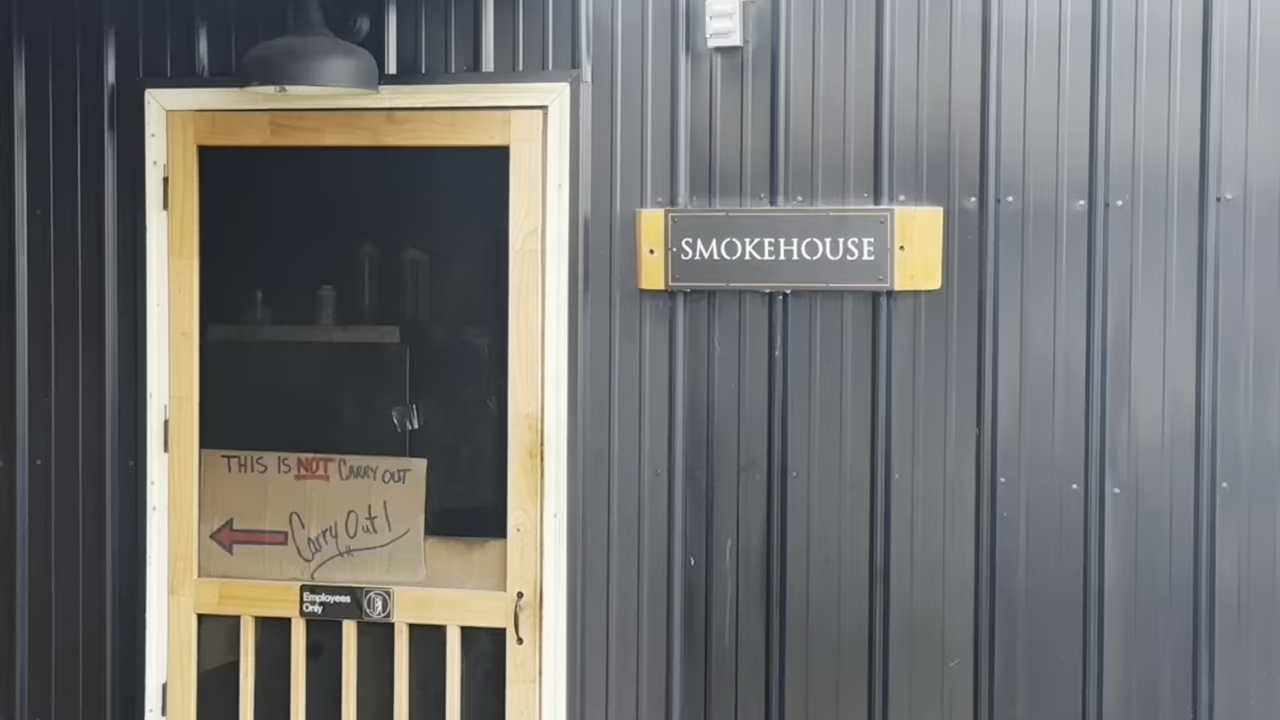 SMOKEHOUSE
THIS IS NOT CARRY OUT
Carry Out!
Employees
Only